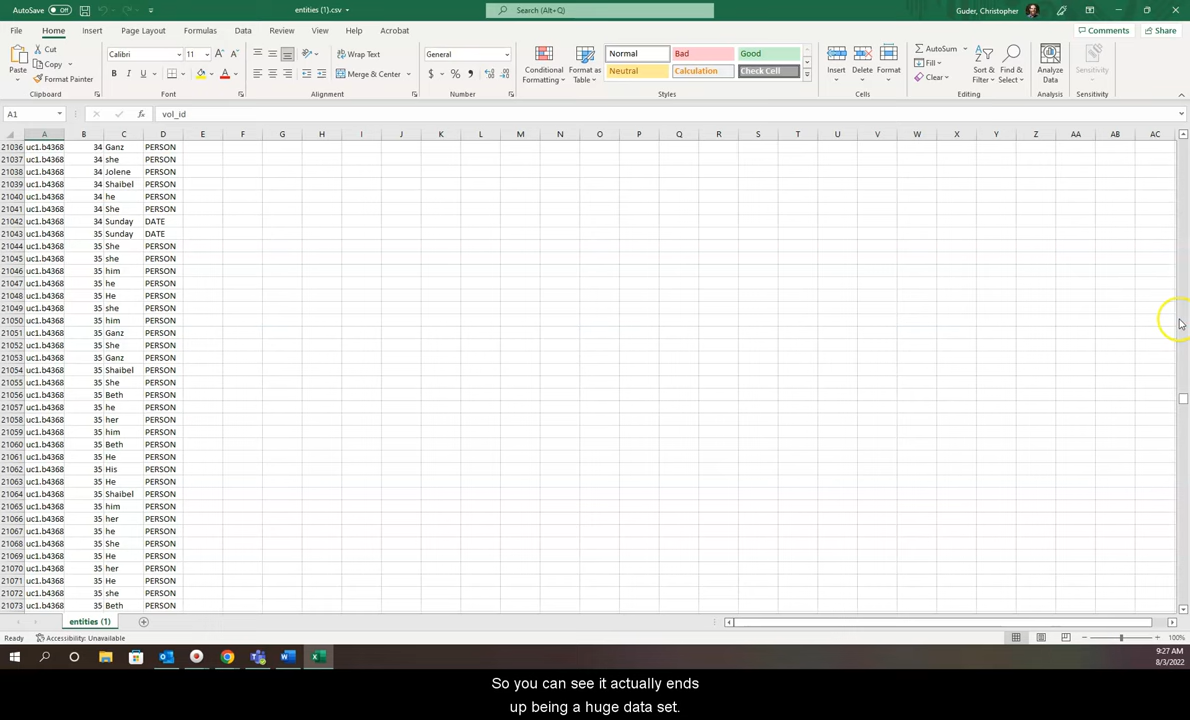 AutoSave Off entities (1).csv Search (Alt+Q) Guder, Christopher
File Home Insert Page Layout Formulas Data Review View Help Acrobat Comments Share
Paste Cut Copy Format Painter Calibri 11 Wrap Text General Conditional Formatting Format as Table Normal Bad Good Insert Delete Format AutoSum Sort & Filter Find & Select Analyze Data Sensitivity
B I U Merge & Center $ % Neutral Calculation Check Cell Fill Clear
Clipboard Font Alignment Number Styles Cells Editing Analysis Sensitivity
A1 fx vol_id
A B C D E F G H I J K L M N O P Q R S T U V W X Y Z AA AB AC
21036 uc1.b4368 34 Ganz PERSON
21037 uc1.b4368 34 she PERSON
21038 uc1.b4368 34 Jolene PERSON
21039 uc1.b4368 34 Shaibel PERSON
21040 uc1.b4368 34 he PERSON
21041 uc1.b4368 34 She PERSON
21042 uc1.b4368 34 Sunday DATE
21043 uc1.b4368 35 Sunday DATE
21044 uc1.b4368 35 She PERSON
21045 uc1.b4368 35 she PERSON
21046 uc1.b4368 35 him PERSON
21047 uc1.b4368 35 he PERSON
21048 uc1.b4368 35 He PERSON
21049 uc1.b4368 35 she PERSON
21050 uc1.b4368 35 him PERSON
21051 uc1.b4368 35 Ganz PERSON
21052 uc1.b4368 35 She PERSON
21053 uc1.b4368 35 Ganz PERSON
21054 uc1.b4368 35 Shaibel PERSON
21055 uc1.b4368 35 She PERSON
21056 uc1.b4368 35 Beth PERSON
21057 uc1.b4368 35 he PERSON
21058 uc1.b4368 35 her PERSON
21059 uc1.b4368 35 him PERSON
21060 uc1.b4368 35 Beth PERSON
21061 uc1.b4368 35 He PERSON
21062 uc1.b4368 35 His PERSON
21063 uc1.b4368 35 He PERSON
21064 uc1.b4368 35 Shaibel PERSON
21065 uc1.b4368 35 him PERSON
21066 uc1.b4368 35 her PERSON
21067 uc1.b4368 35 he PERSON
21068 uc1.b4368 35 She PERSON
21069 uc1.b4368 35 He PERSON
21070 uc1.b4368 35 her PERSON
21071 uc1.b4368 35 He PERSON
21072 uc1.b4368 35 she PERSON
21073 uc1.b4368 35 Beth PERSON
entities (1)
Ready Accessibility: Unavailable 100%
9:27 AM
8/3/2022
So you can see it actually ends
up being a huge data set.